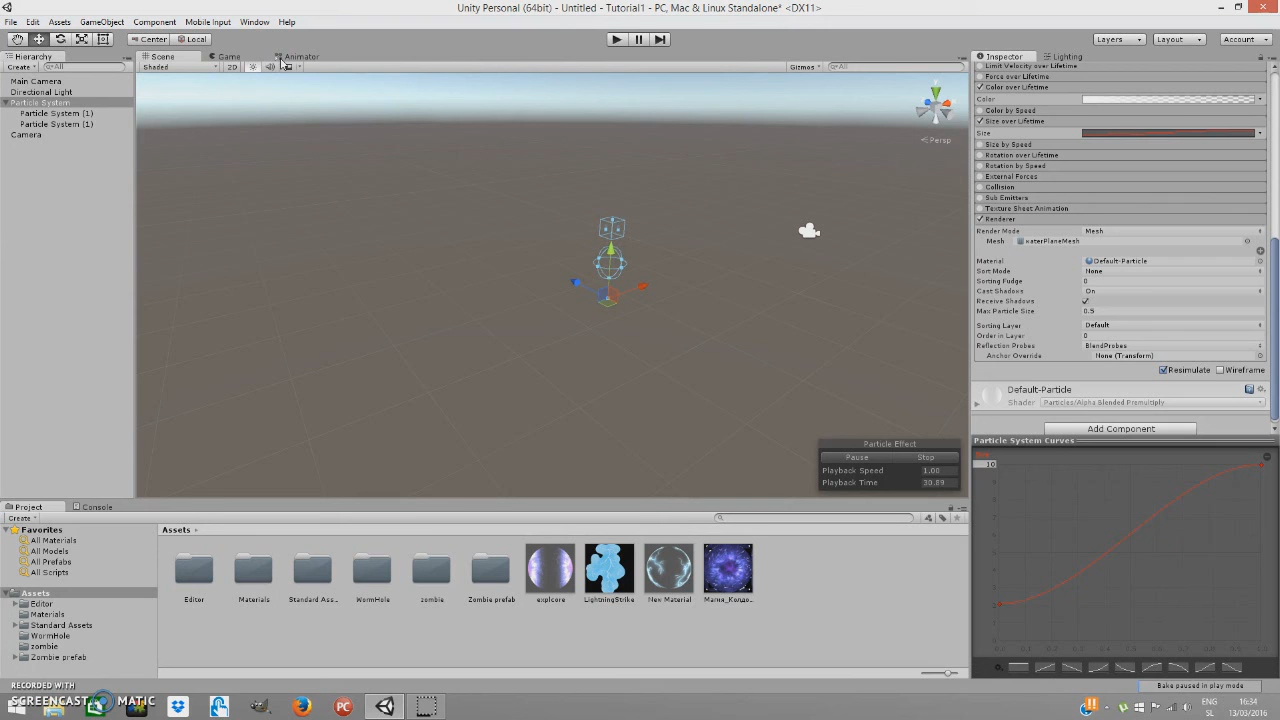 Unity Personal (64bit) - Untitled - Tutorial1 - PC, Mac & Linux Standalone* <DX11>
File Edit Assets GameObject Component Mobile Input Window Help
Center Local Layers Layout Account
Hierarchy Scene Game Animator Inspector Lighting
Create All Shaded 2D Gizmos All
Main Camera
Directional Light
Particle System
Particle System (1)
Particle System (1)
Camera
Persp
Limit Velocity over Lifetime
Force over Lifetime
Color over Lifetime
Color
Color by Speed
Size over Lifetime
Size
Size by Speed
Rotation over Lifetime
Rotation by Speed
External Forces
Collision
Sub Emitters
Texture Sheet Animation
Renderer
Render Mode Mesh
Mesh waterPlaneMesh
Material Default-Particle
Sort Mode None
Sorting Fudge 0
Cast Shadows On
Receive Shadows
Max Particle Size 0.5
Sorting Layer Default
Order in Layer 0
Reflection Probes BlendProbes
Anchor Override None (Transform)
Resimulate Wireframe
Default-Particle
Shader Particles/Alpha Blended Premultiply
Add Component
Particle System Curves
Size
10
Particle Effect
Pause Stop
Playback Speed 1.00
Playback Time 30.89
Project Console
Create
Favorites
All Materials
All Models
All Prefabs
All Scripts
Assets
Editor
Materials
Standard Assets
WormHole
zombie
Zombie prefab
Assets
Editor Materials Standard Ass... WormHole zombie Zombie prefab explcore LightningStrike New Material Магия_Колдо...
Bake paused in play mode
RECORDED WITH
SCREENCAST MATIC
PC
ENG
SL
16:34
13/03/2016